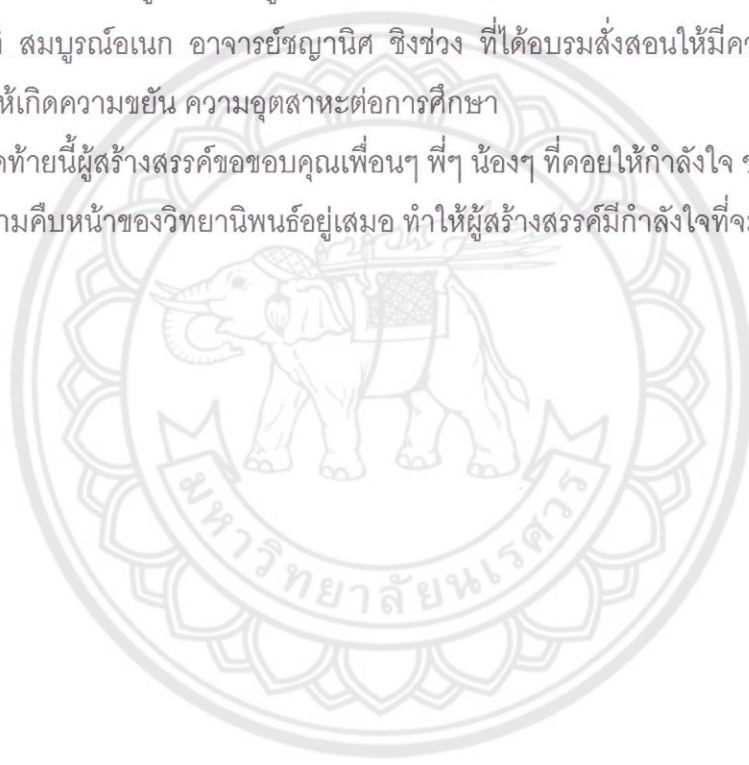 สมบูรณ์อเนก อาจารย์ชญานิศ ชิงช่วง ที่ได้อบรมสั่งสอนให้มีคว
ห้เกิดความขยัน ความอุตสาหะต่อการศึกษา
ท้ายนี้ผู้สร้างสรรค์ขอขอบคุณเพื่อนๆ พี่ๆ น้องๆ ที่คอยให้กำลังใจ
ามคืบหน้าของวิทยานิพนธ์อยู่เสมอ ทำให้ผู้สร้างสรรค์มีกำลังใจที่จะ
มหาวิทยาลัยนเรศวร